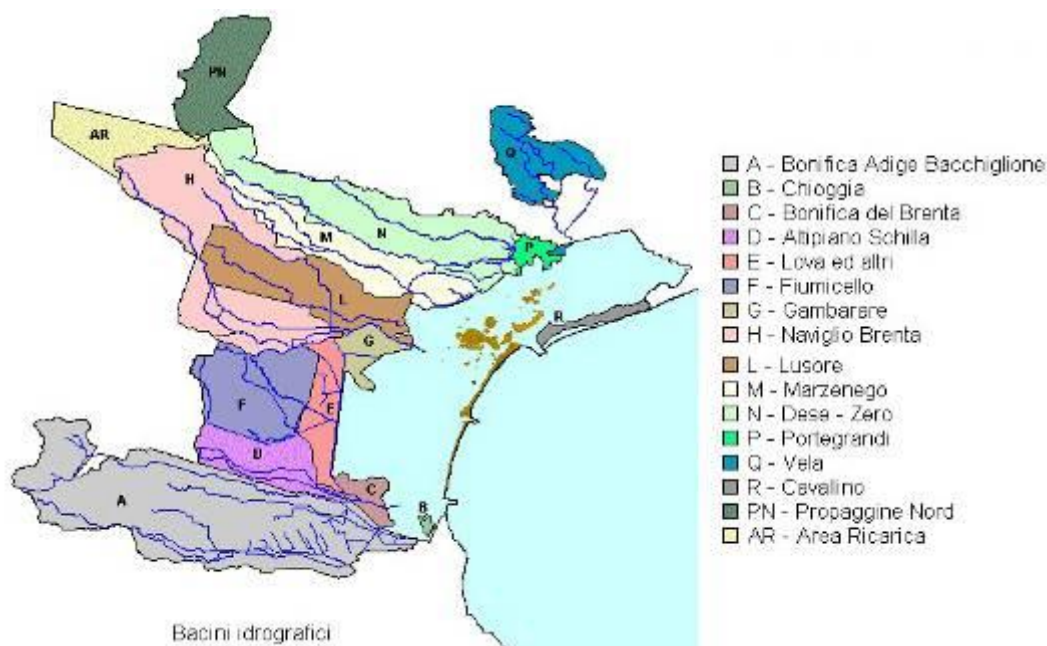 PN
AR
Q
H
N
M
P
R
L
G
F
E
D
C
B
A
Bacini idrografici
A - Bonifica Adige Bacchiglione
B - Chioggia
C - Bonifica del Brenta
D - Altipiano Schilla
E - Lova ed altri
F - Fiumicello
G - Gambarare
H - Naviglio Brenta
L - Lusore
M - Marzenego
N - Dese - Zero
P - Portegrandi
Q - Vela
R - Cavalino
PN - Propaggine Nord
AR - Area Ricarica